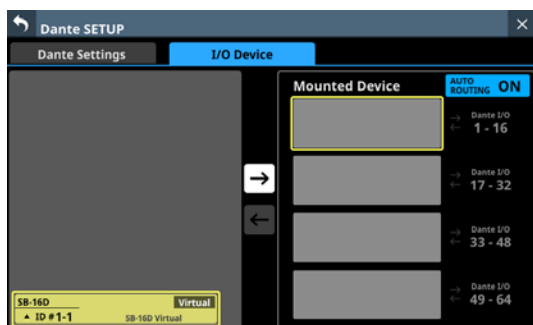 Dante SETUP
Dante Settings
I/O Device
Mounted Device
AUTO ROUTING ON
Dante I/O
1 - 16
Dante I/O
17 - 32
Dante I/O
33 - 48
Dante I/O
49 - 64
SB-16D
Virtual
▲ ID #1-1
SB-16D Virtual